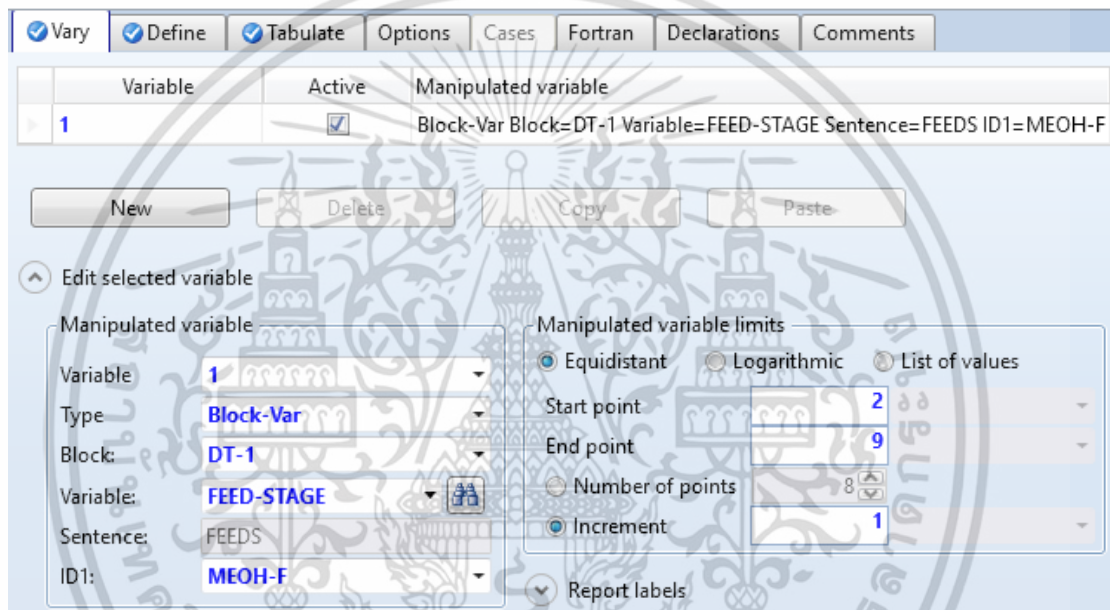 Vary Define Tabulate Options Cases Fortran Declarations Comments
Variable Active Manipulated variable
1 Block-Var Block=DT-1 Variable=FEED-STAGE Sentence=FEEDS ID1=MEOH-F
New Delete Copy Paste
Edit selected variable
Manipulated variable
Variable 1
Type Block-Var
Block: DT-1
Variable: FEED-STAGE
Sentence: FEEDS
ID1: MEOH-F
Manipulated variable limits
Equidistant Logarithmic List of values
Start point 2
End point 9
Number of points 8
Increment 1
Report labels